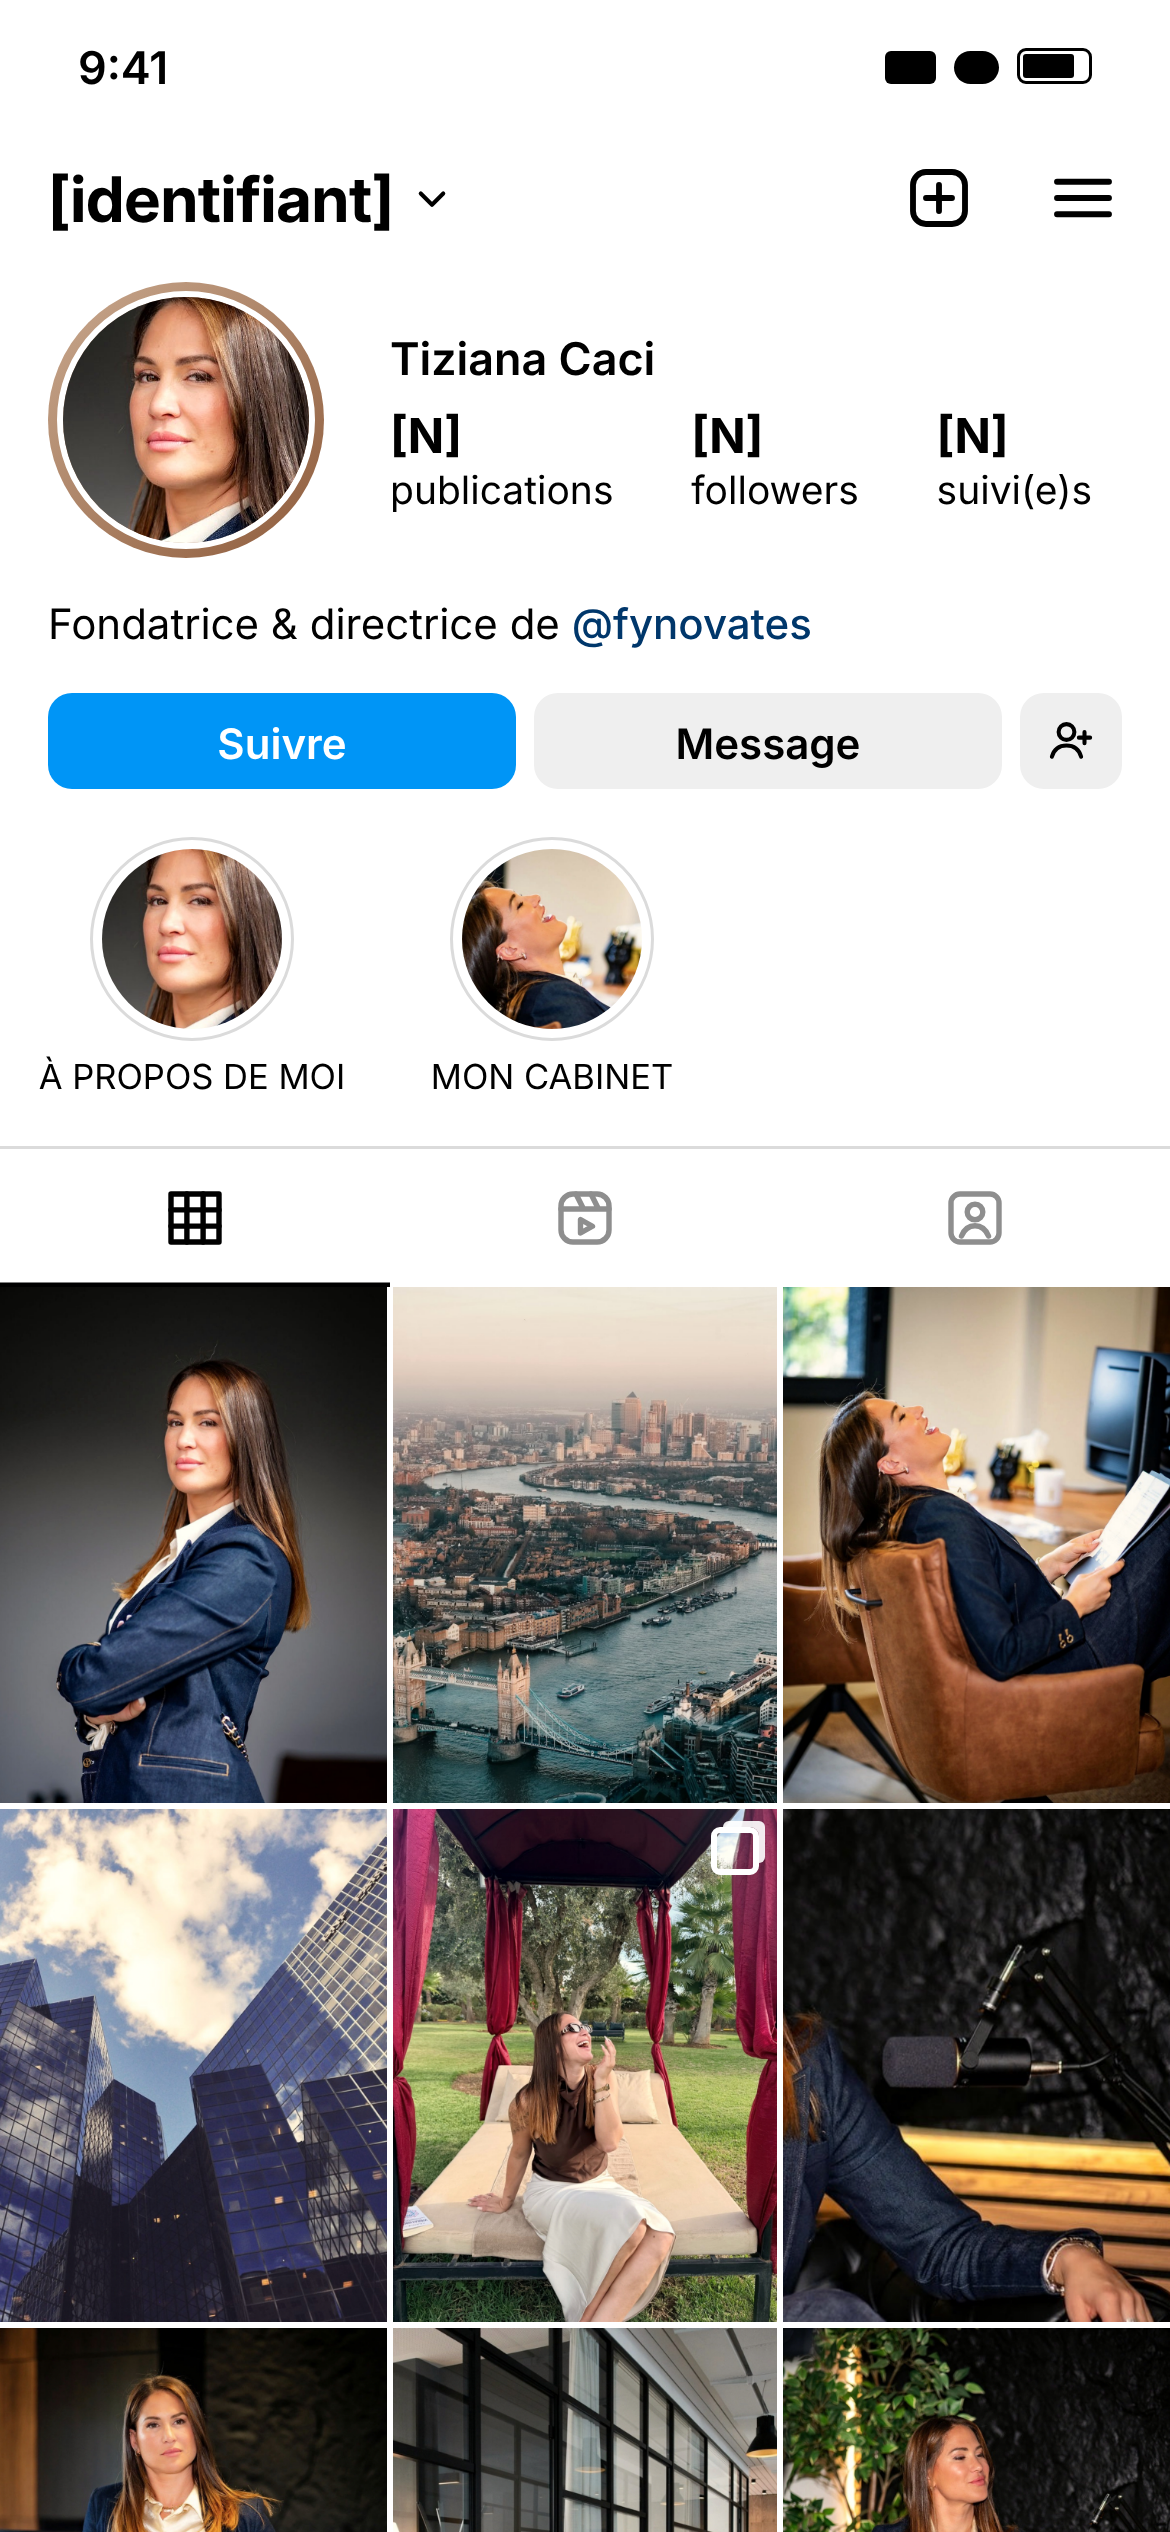 9:41
[identifiant]
Tiziana Caci
[N] [N] [N]
publications followers suivi(e)s
Fondatrice & directrice de @fynovates
Suivre Message
À PROPOS DE MOI MON CABINET